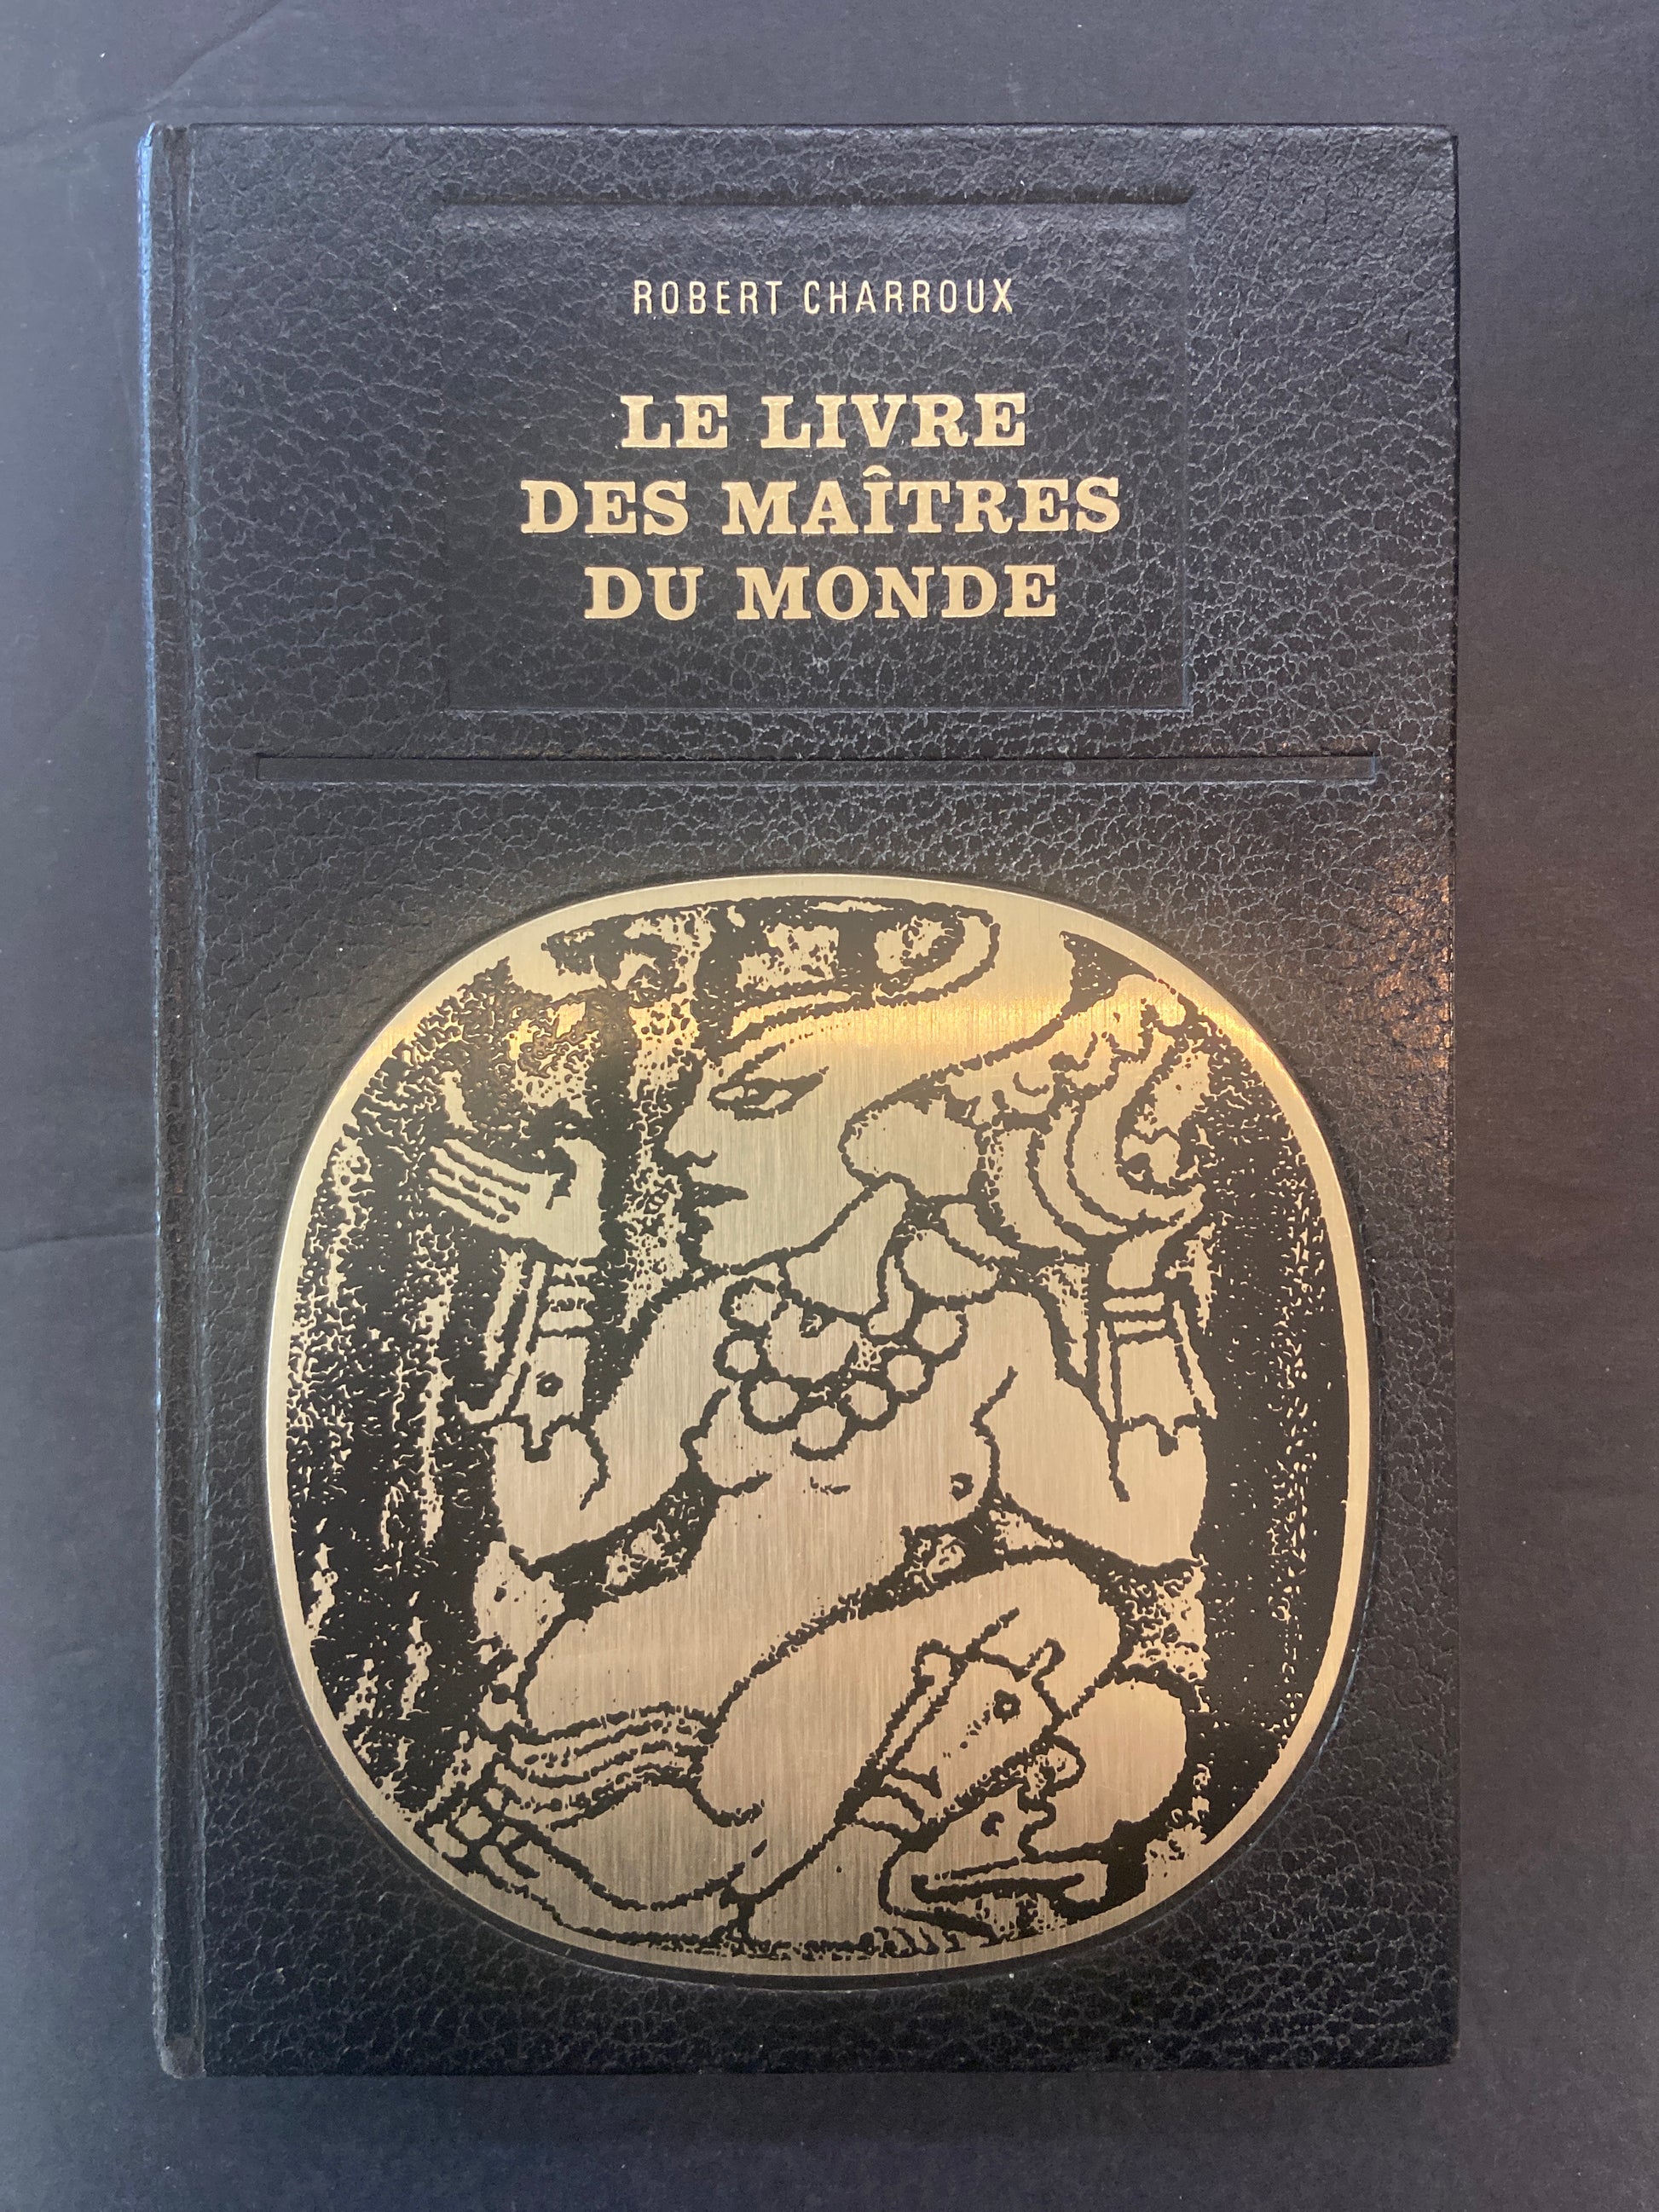 ROBERT CHARROUX
LE LIVRE
DES MAÎTRES
DU MONDE